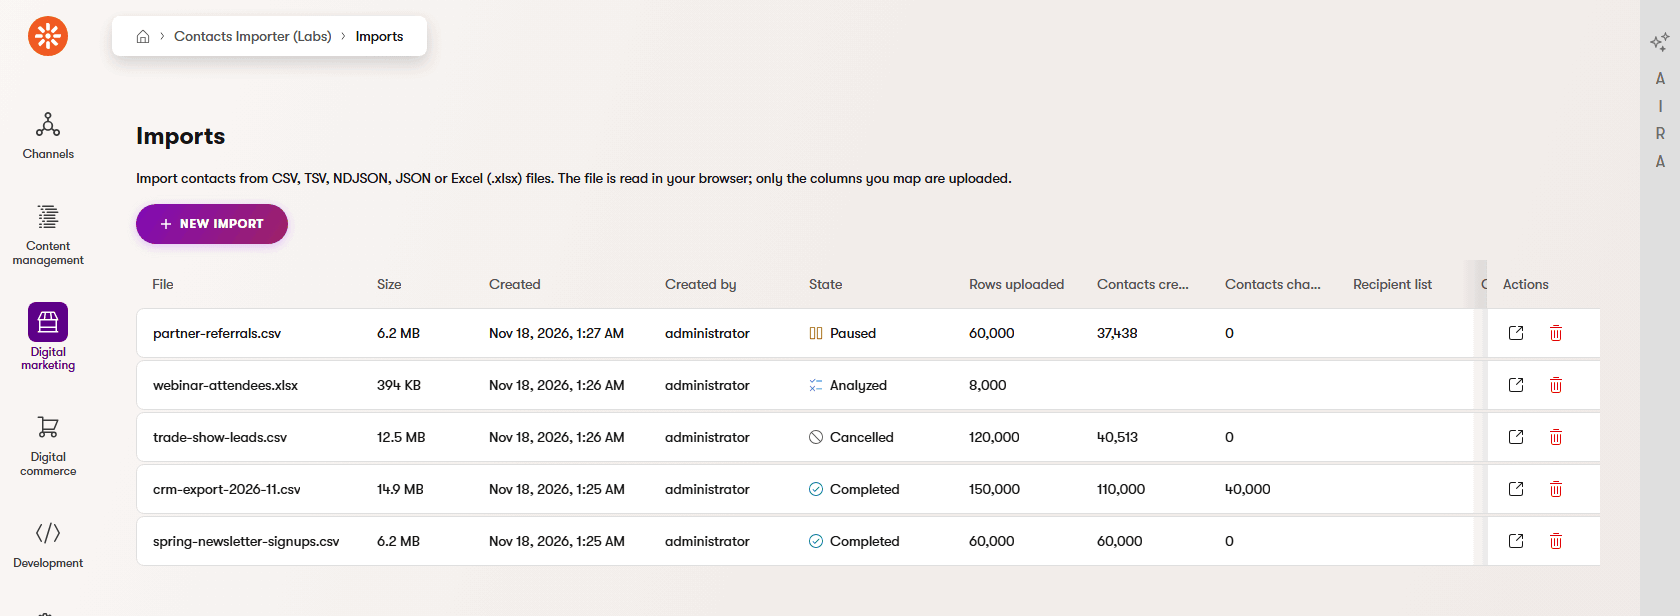 Contacts Importer (Labs)
Imports
A
I
R
A
Channels
Content
management
Digital
marketing
Digital
commerce
Development
Imports
Import contacts from CSV, TSV, NDJSON, JSON or Excel (.xlsx) files. The file is read in your browser; only the columns you map are uploaded.
+ NEW IMPORT
File Size Created Created by State Rows uploaded Contacts cre... Contacts cha... Recipient list Actions
partner-referrals.csv 6.2 MB Nov 18, 2026, 1:27 AM administrator Paused 60,000 37,438 0
webinar-attendees.xlsx 394 KB Nov 18, 2026, 1:26 AM administrator Analyzed 8,000
trade-show-leads.csv 12.5 MB Nov 18, 2026, 1:26 AM administrator Cancelled 120,000 40,513 0
crm-export-2026-11.csv 14.9 MB Nov 18, 2026, 1:25 AM administrator Completed 150,000 110,000 40,000
spring-newsletter-signups.csv 6.2 MB Nov 18, 2026, 1:25 AM administrator Completed 60,000 60,000 0